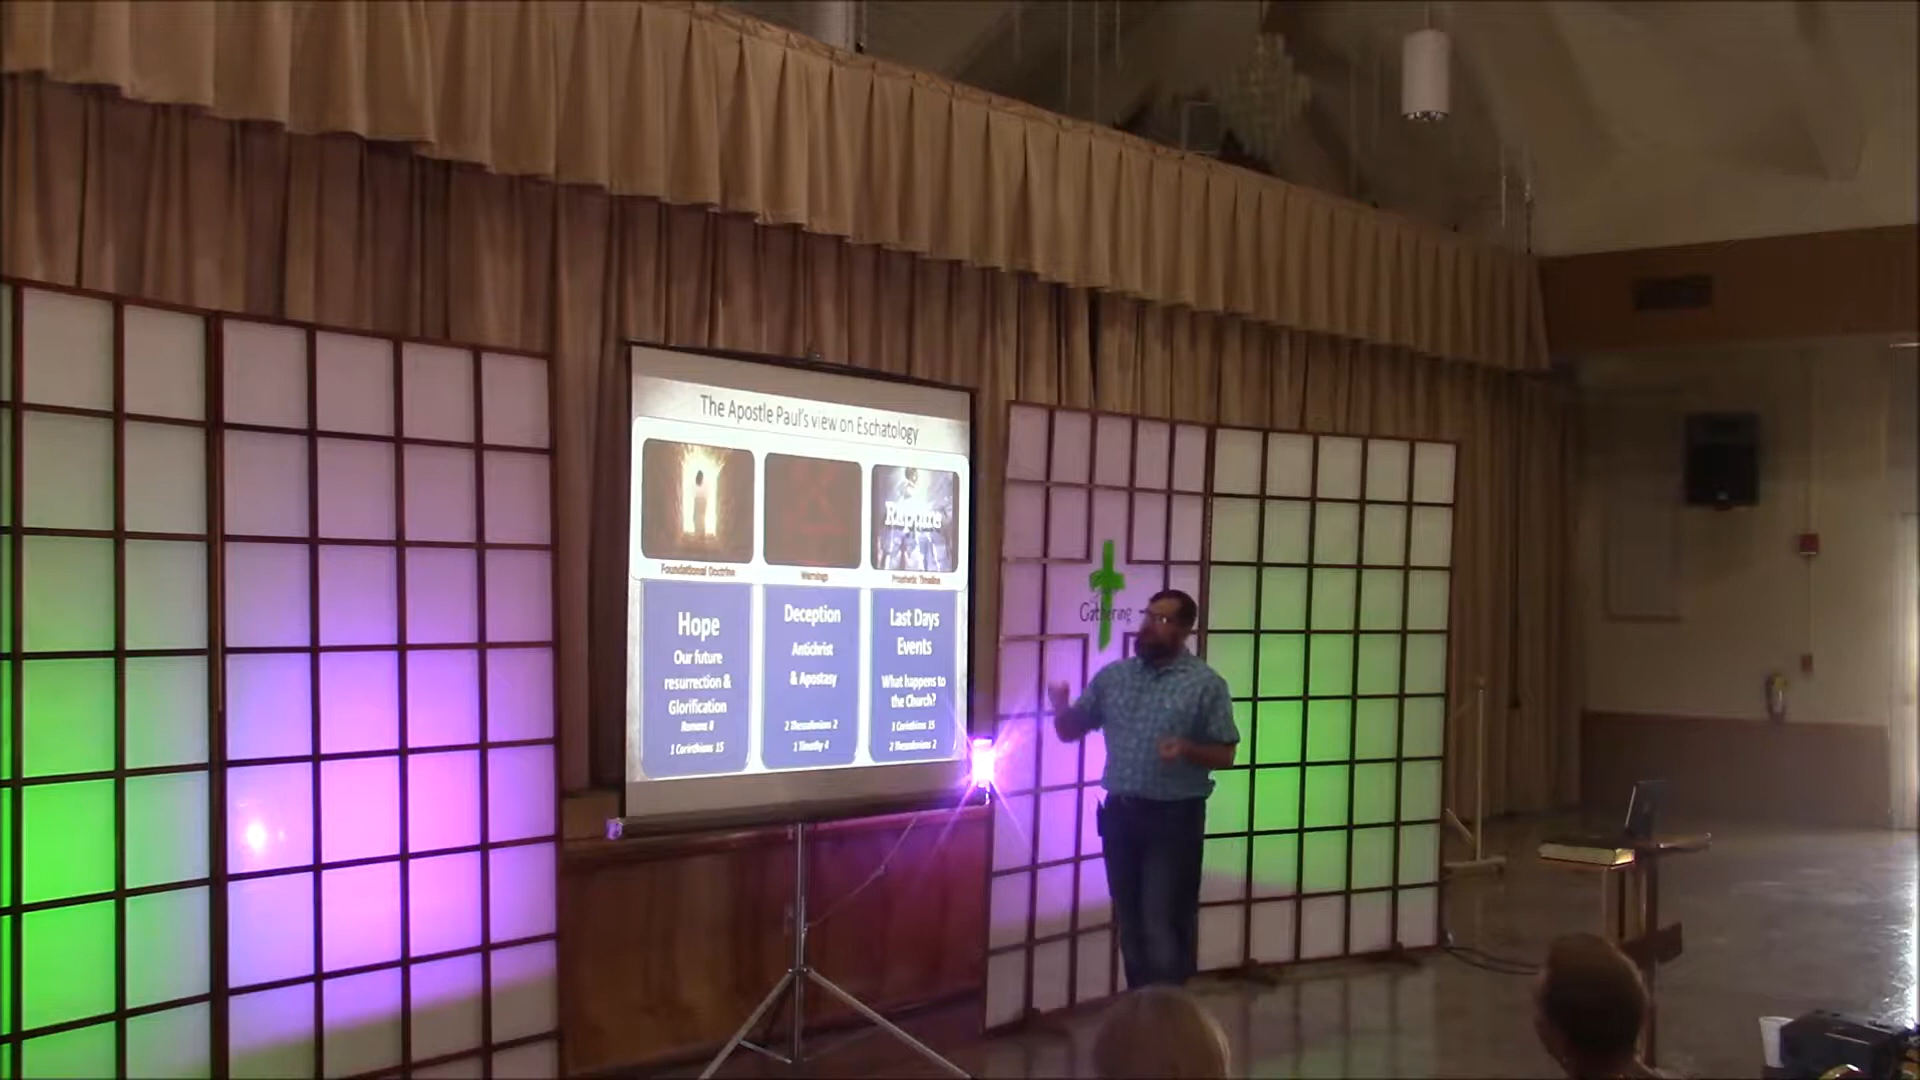 The Apostle Paul's view on Eschatology
Rapture
Foundational Doctrine
Warnings
Prophetic Timeline
Hope
Our future
resurrection &
Glorification
Romans 8
1 Corinthians 15
Deception
Antichrist
& Apostasy
2 Thessalonians 2
1 Timothy 4
Last Days
Events
What happens to
the Church?
1 Corinthians 15
2 Thessalonians 2
Gathering